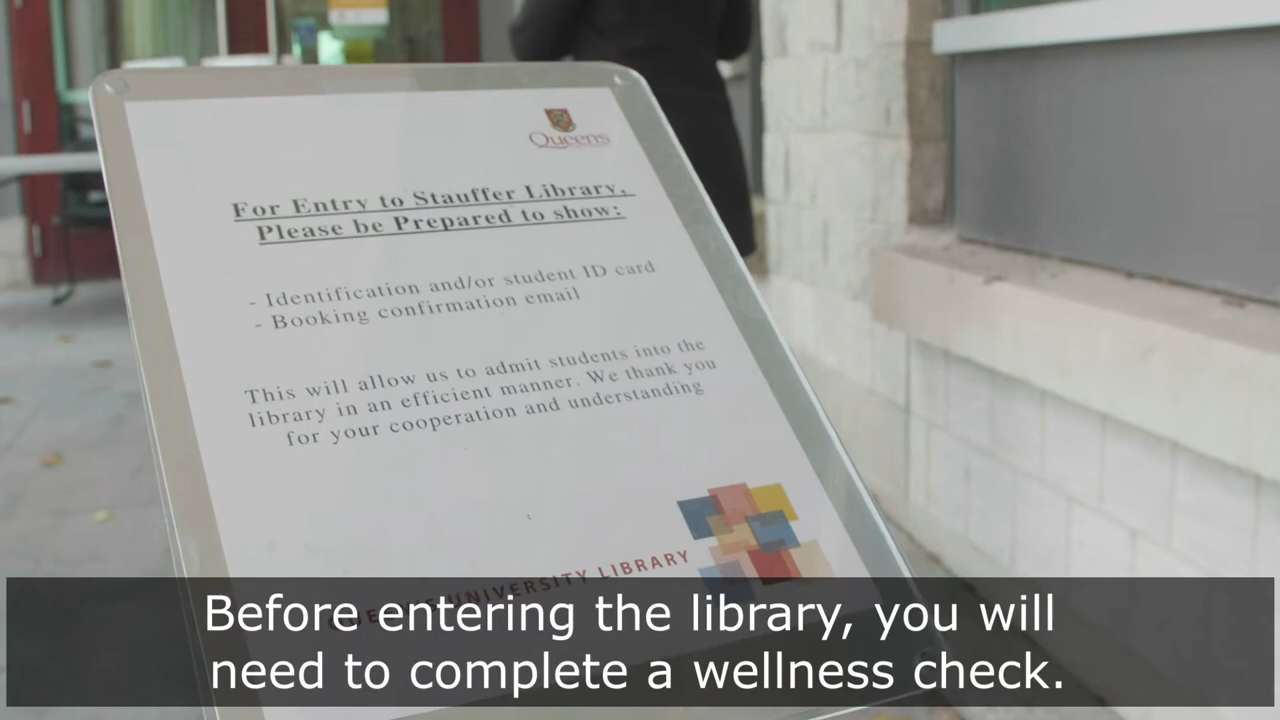 Queen's
For Entry to Stauffer Library,
Please be Prepared to show:
- Identification and/or student ID card
- Booking confirmation email
This will allow us to admit students into the
library in an efficient manner. We thank you
for your cooperation and understanding
QUEEN'S UNIVERSITY LIBRARY
Before entering the library, you will
need to complete a wellness check.